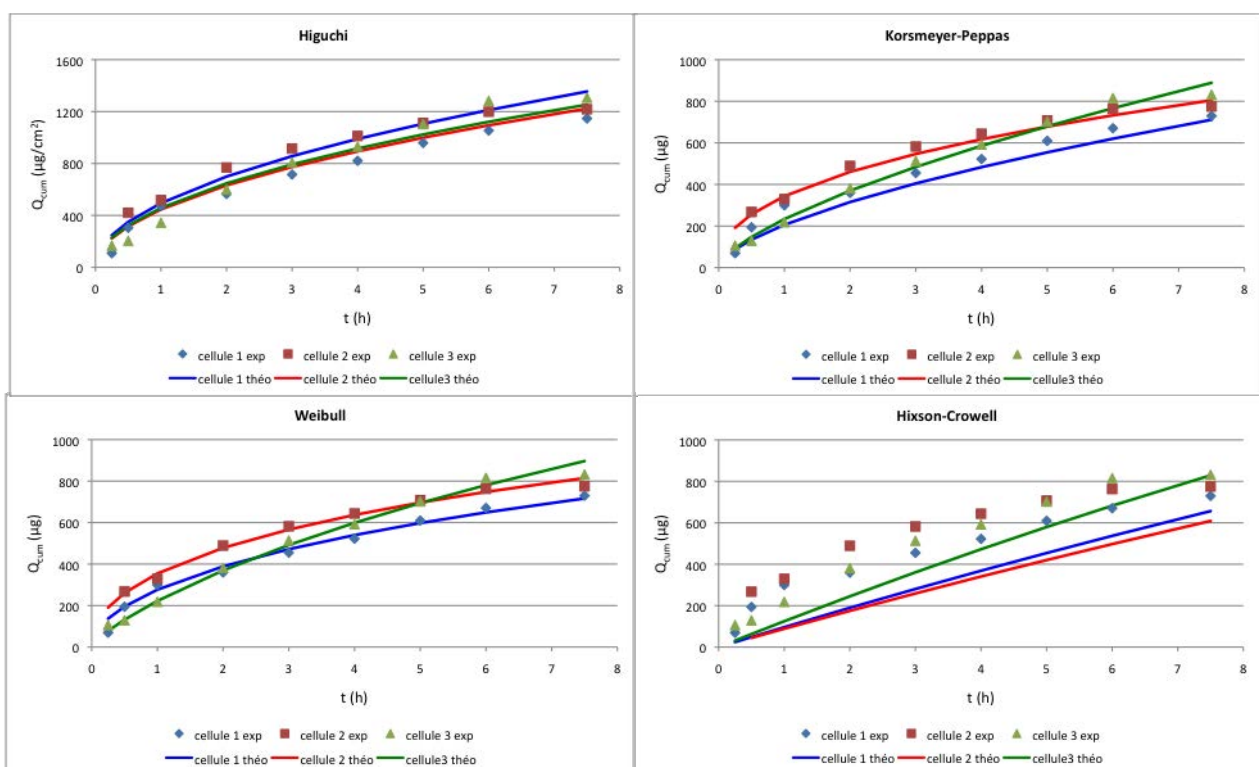 Higuchi
1600
1200
800
400
0
Q_cum (µg/cm²)
0 1 2 3 4 5 6 7 8
t (h)
cellule 1 exp cellule 2 exp cellule 3 exp
cellule 1 théo cellule 2 théo cellule3 théo
Korsmeyer-Peppas
1000
800
600
400
200
0
Q_cum (µg)
0 1 2 3 4 5 6 7 8
t (h)
cellule 1 exp cellule 2 exp cellule 3 exp
cellule 1 théo cellule 2 théo cellule3 théo
Weibull
1000
800
600
400
200
0
Q_cum (µg)
0 1 2 3 4 5 6 7 8
t (h)
cellule 1 exp cellule 2 exp cellule 3 exp
cellule 1 théo cellule 2 théo cellule3 théo
Hixson-Crowell
1000
800
600
400
200
0
Q_cum (µg)
0 1 2 3 4 5 6 7 8
t (h)
cellule 1 exp cellule 2 exp cellule 3 exp
cellule 1 théo cellule 2 théo cellule3 théo